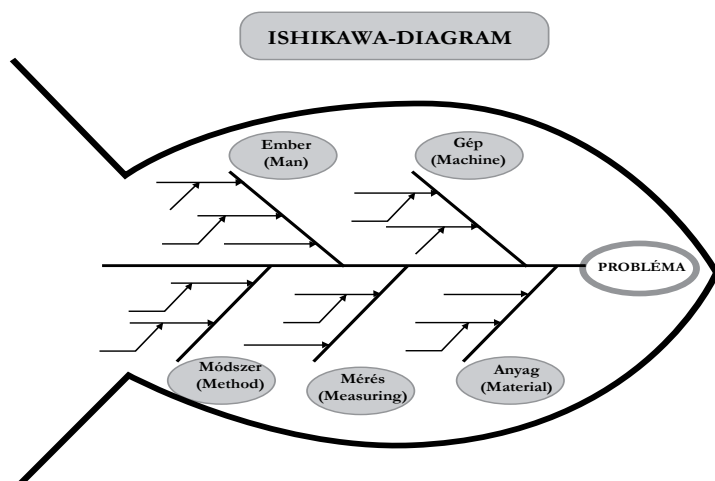 ISHIKAWA-DIAGRAM
Ember
(Man)
Gép
(Machine)
PROBLÉMA
Módszer
(Method)
Mérés
(Measuring)
Anyag
(Material)